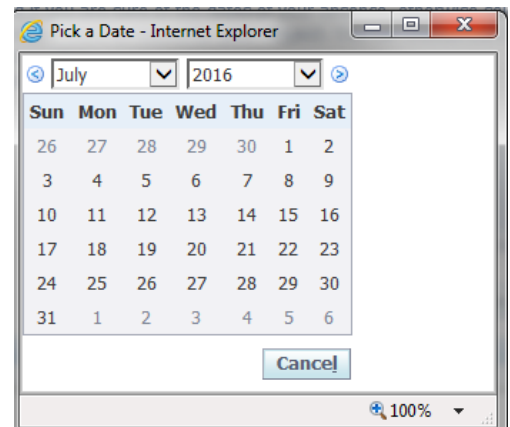 Pick a Date - Internet Explorer
July 2016
Sun Mon Tue Wed Thu Fri Sat
26 27 28 29 30 1 2
3 4 5 6 7 8 9
10 11 12 13 14 15 16
17 18 19 20 21 22 23
24 25 26 27 28 29 30
31 1 2 3 4 5 6
Cancel
100%